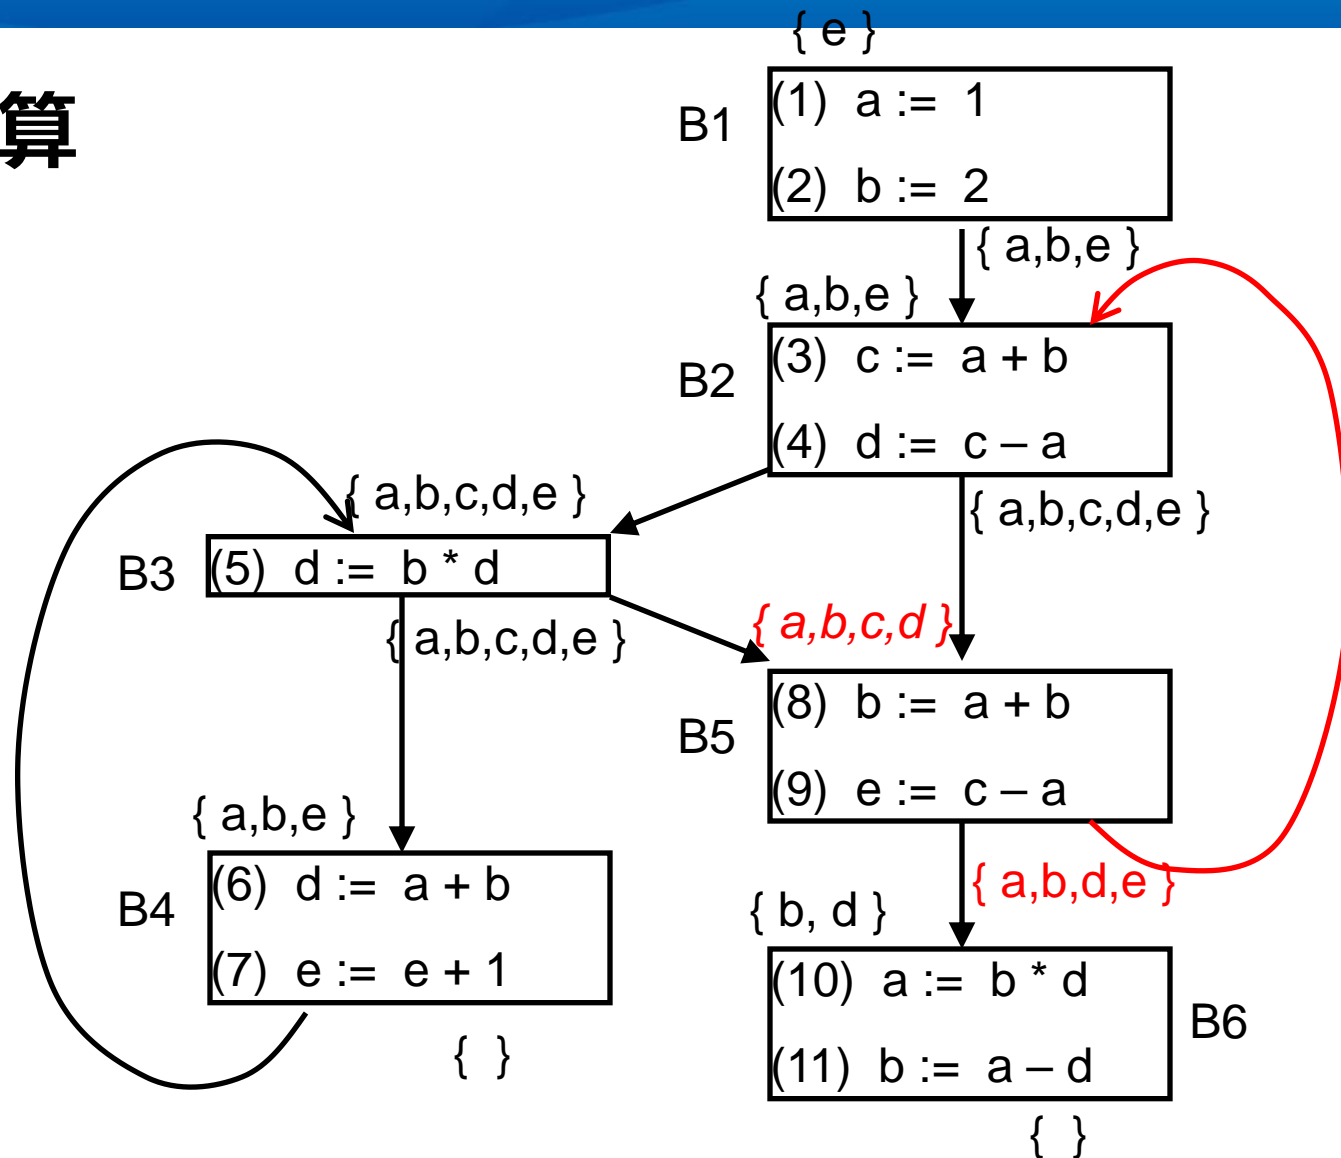 算
{ e }
B1
(1) a := 1
(2) b := 2
{ a,b,e }
{ a,b,e }
B2
(3) c := a + b
(4) d := c – a
{ a,b,c,d,e }
{ a,b,c,d,e }
B3
(5) d := b * d
{ a,b,c,d,e }
{ a,b,c,d }
B5
(8) b := a + b
(9) e := c – a
{ a,b,e }
B4
(6) d := a + b
(7) e := e + 1
{ }
{ a,b,d,e }
{ b, d }
(10) a := b * d
(11) b := a – d
B6
{ }